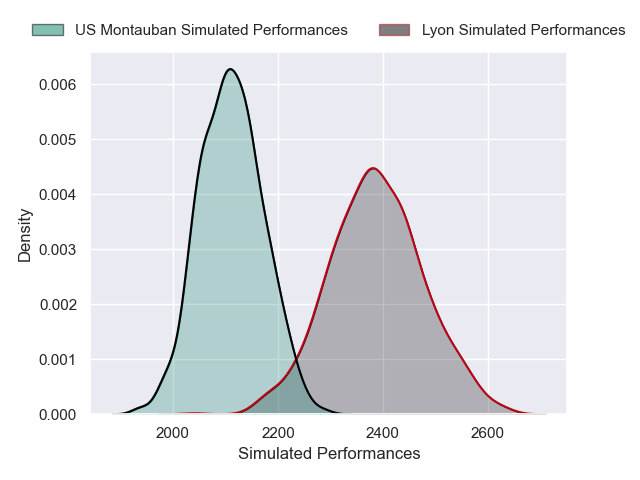 US Montauban Simulated Performances Lyon Simulated Performances
0.006
0.005
0.004
0.003
0.002
0.001
0.000
Density
2000 2200 2400 2600
Simulated Performances